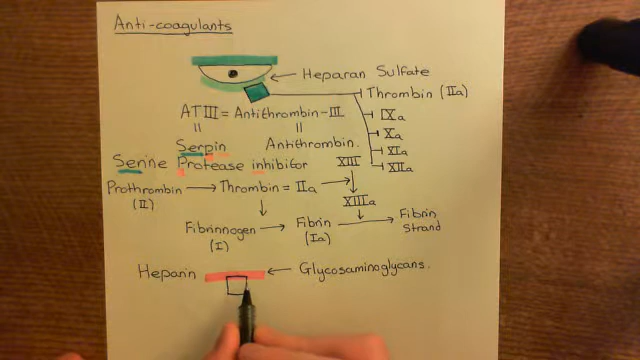 Anti-coagulants
Heparan Sulfate
Thrombin (IIa)
IXa
Xa
XIa
XIIa
ATIII = Antithrombin-III
= =
Serpin Antithrombin.
Serine Protease inhibitor
XIII
Prothrombin → Thrombin = IIa →
(II)
XIIIa
Fibrinnogen → Fibrin → Fibrin Strand
(I) (Ia)
Heparin ← Glycosaminoglycans.